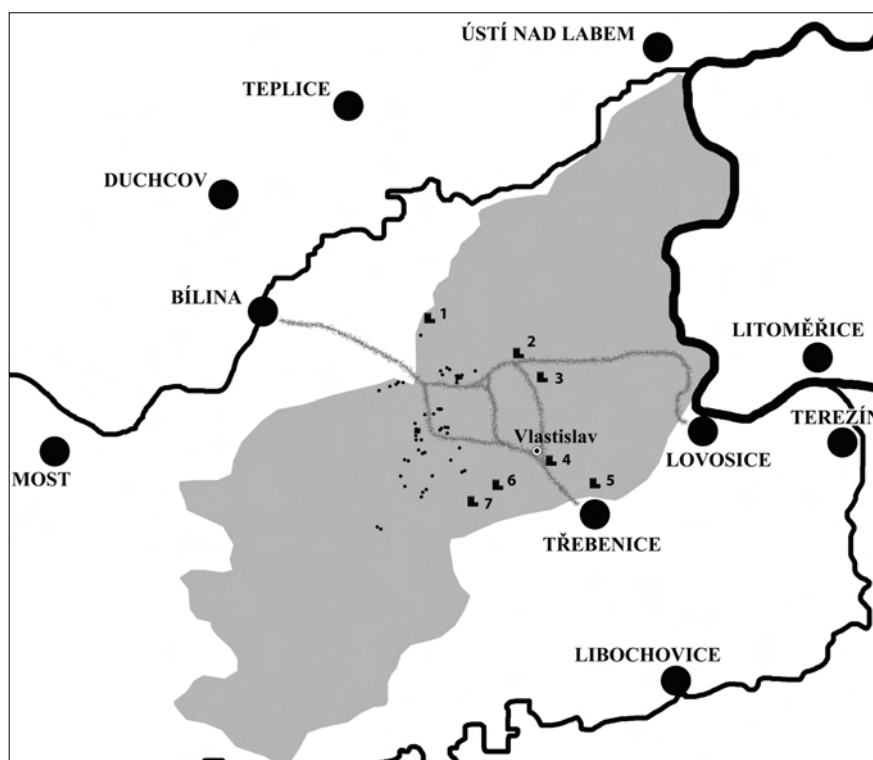 ÚSTÍ NAD LABEM
TEPLICE
DUCHCOV
BÍLINA
1
LITOMĚŘICE
2
3
TEREZÍN
Vlastislav
MOST
LOVOSICE
4
5
6
7
TŘEBENICE
LIBOCHOVICE